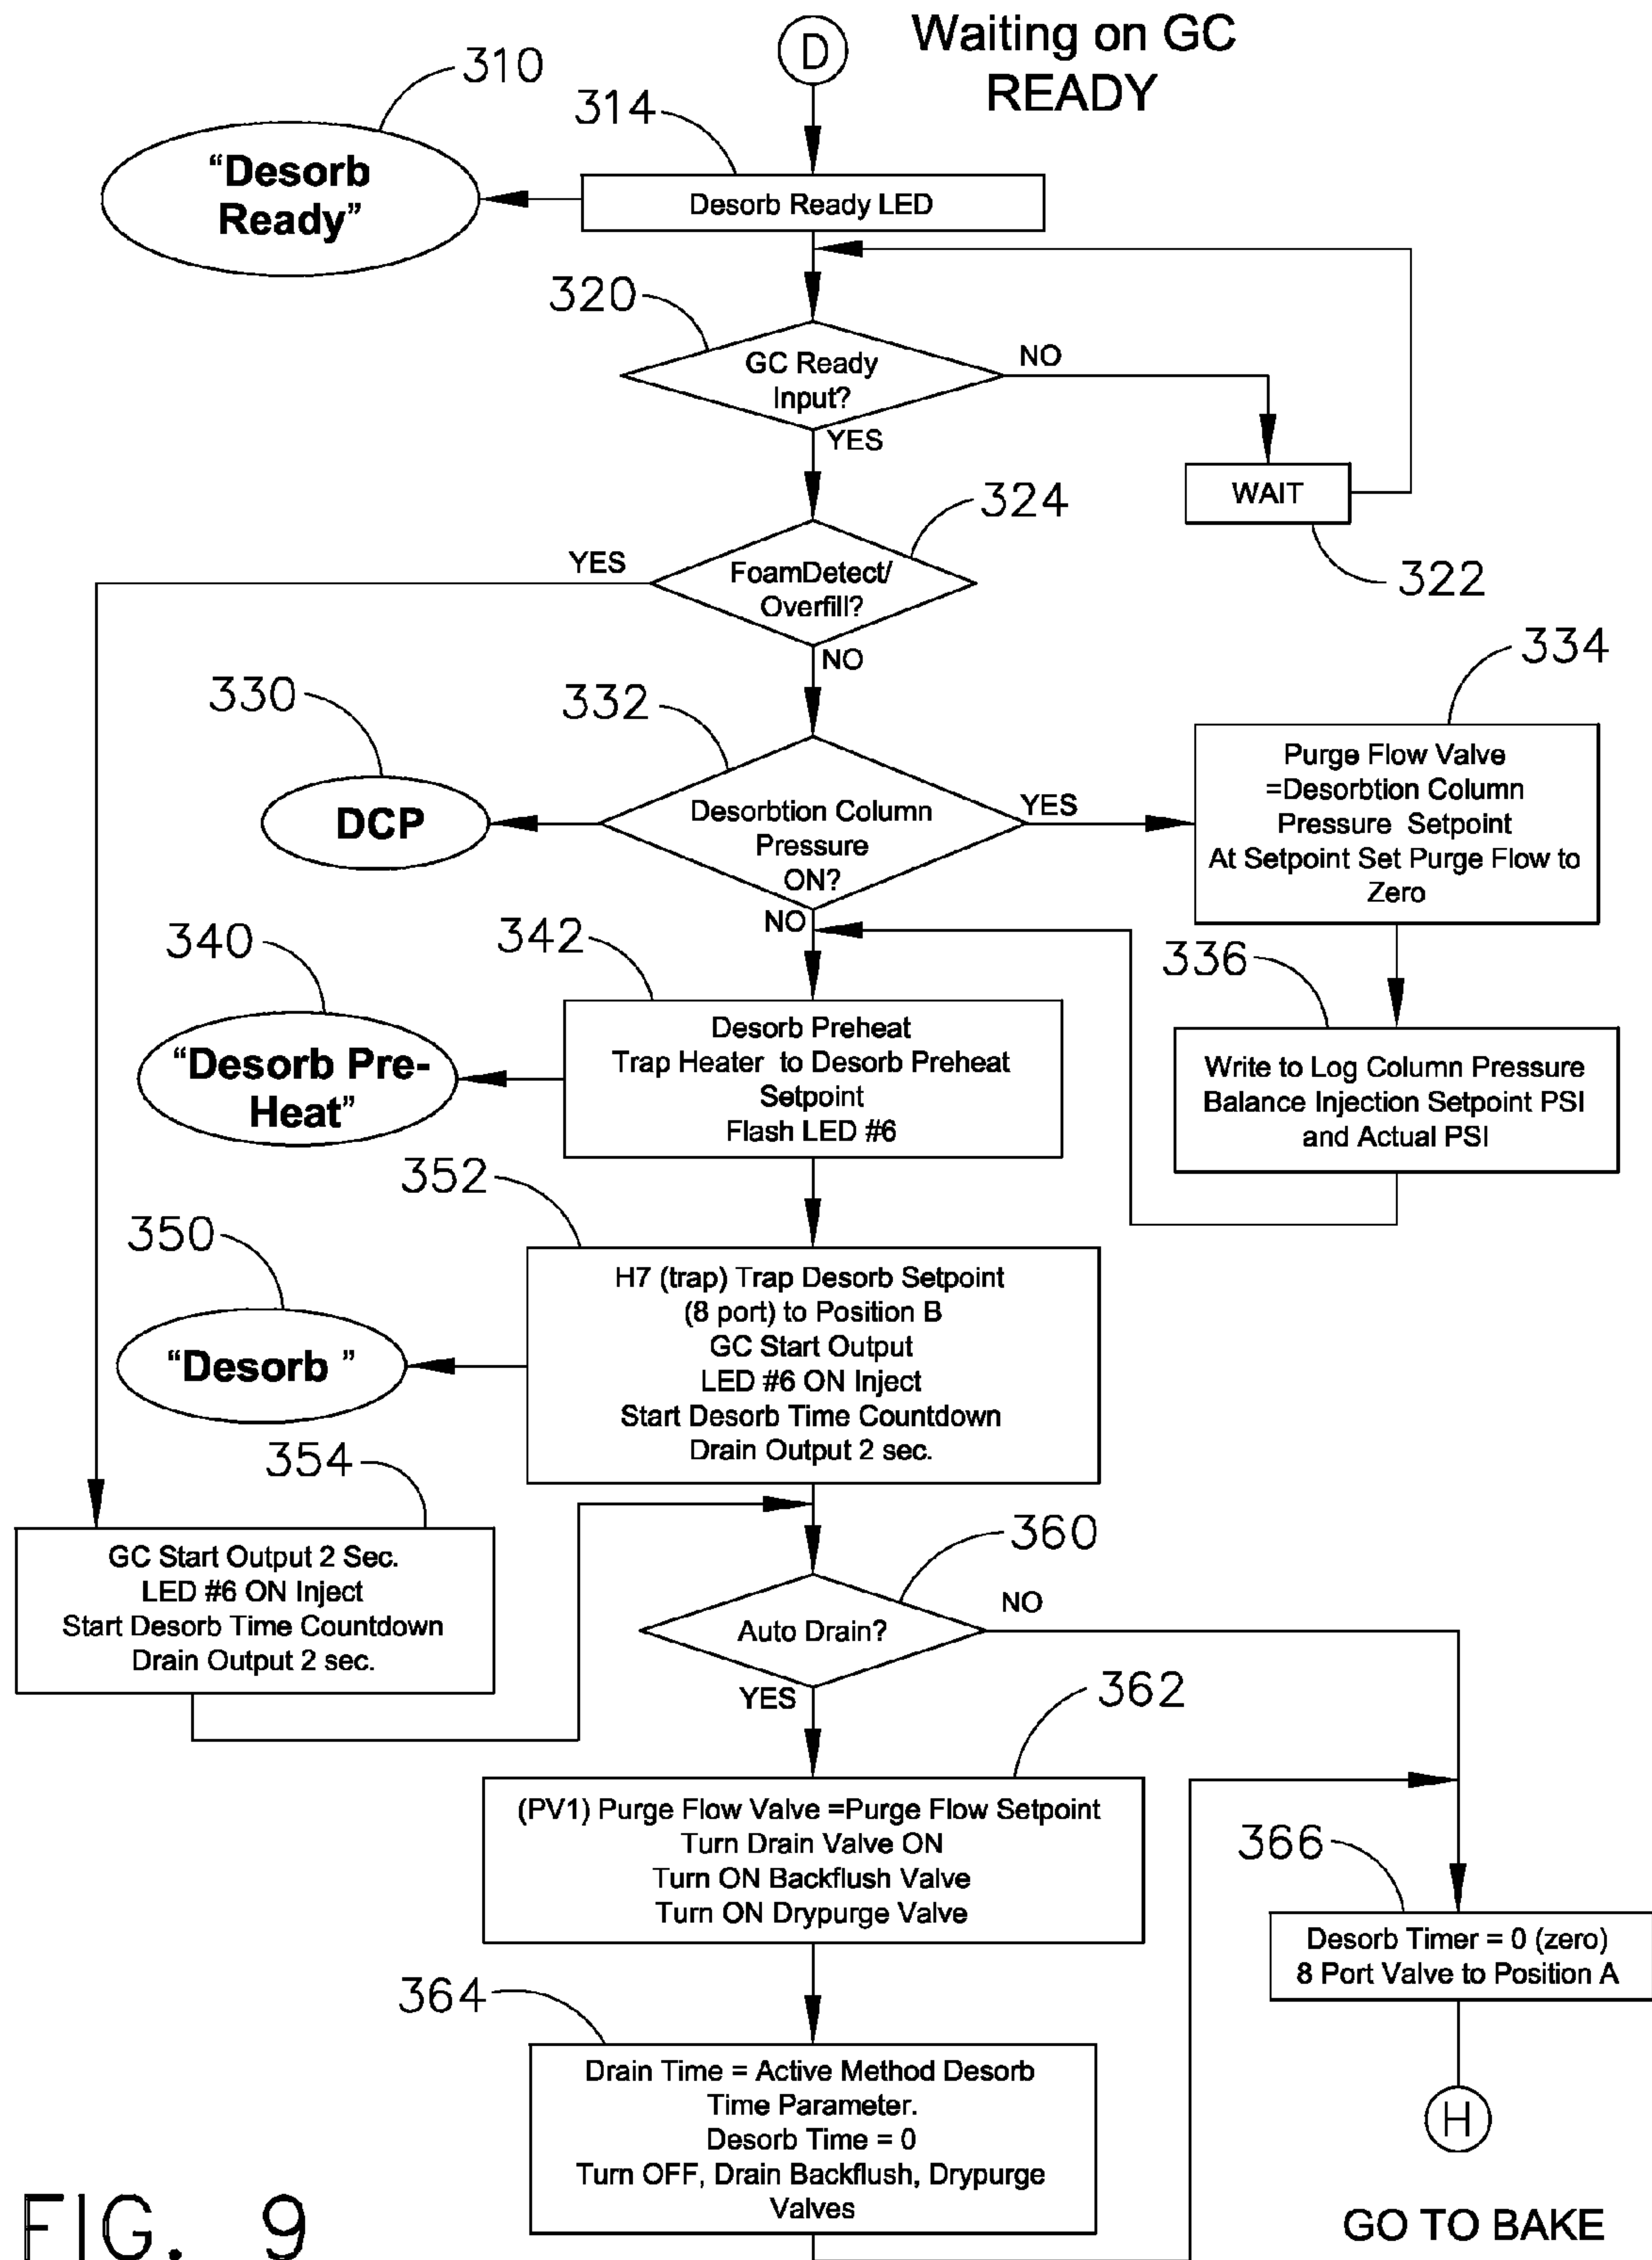 D
Waiting on GC
READY
310
314
"Desorb
Ready"
Desorb Ready LED
320
GC Ready
Input?
NO
YES
WAIT
322
324
YES
FoamDetect/
Overfill?
NO
330
332
334
DCP
Desorbtion Column
Pressure
ON?
YES
NO
Purge Flow Valve
=Desorbtion Column
Pressure Setpoint
At Setpoint Set Purge Flow to
Zero
336
Write to Log Column Pressure
Balance Injection Setpoint PSI
and Actual PSI
340
342
"Desorb Pre-
Heat"
Desorb Preheat
Trap Heater to Desorb Preheat
Setpoint
Flash LED #6
350
352
"Desorb "
H7 (trap) Trap Desorb Setpoint
(8 port) to Position B
GC Start Output
LED #6 ON Inject
Start Desorb Time Countdown
Drain Output 2 sec.
354
GC Start Output 2 Sec.
LED #6 ON Inject
Start Desorb Time Countdown
Drain Output 2 sec.
360
Auto Drain?
NO
YES
362
(PV1) Purge Flow Valve =Purge Flow Setpoint
Turn Drain Valve ON
Turn ON Backflush Valve
Turn ON Drypurge Valve
364
Drain Time = Active Method Desorb
Time Parameter.
Desorb Time = 0
Turn OFF, Drain Backflush, Drypurge
Valves
366
Desorb Timer = 0 (zero)
8 Port Valve to Position A
H
GO TO BAKE
FIG. 9